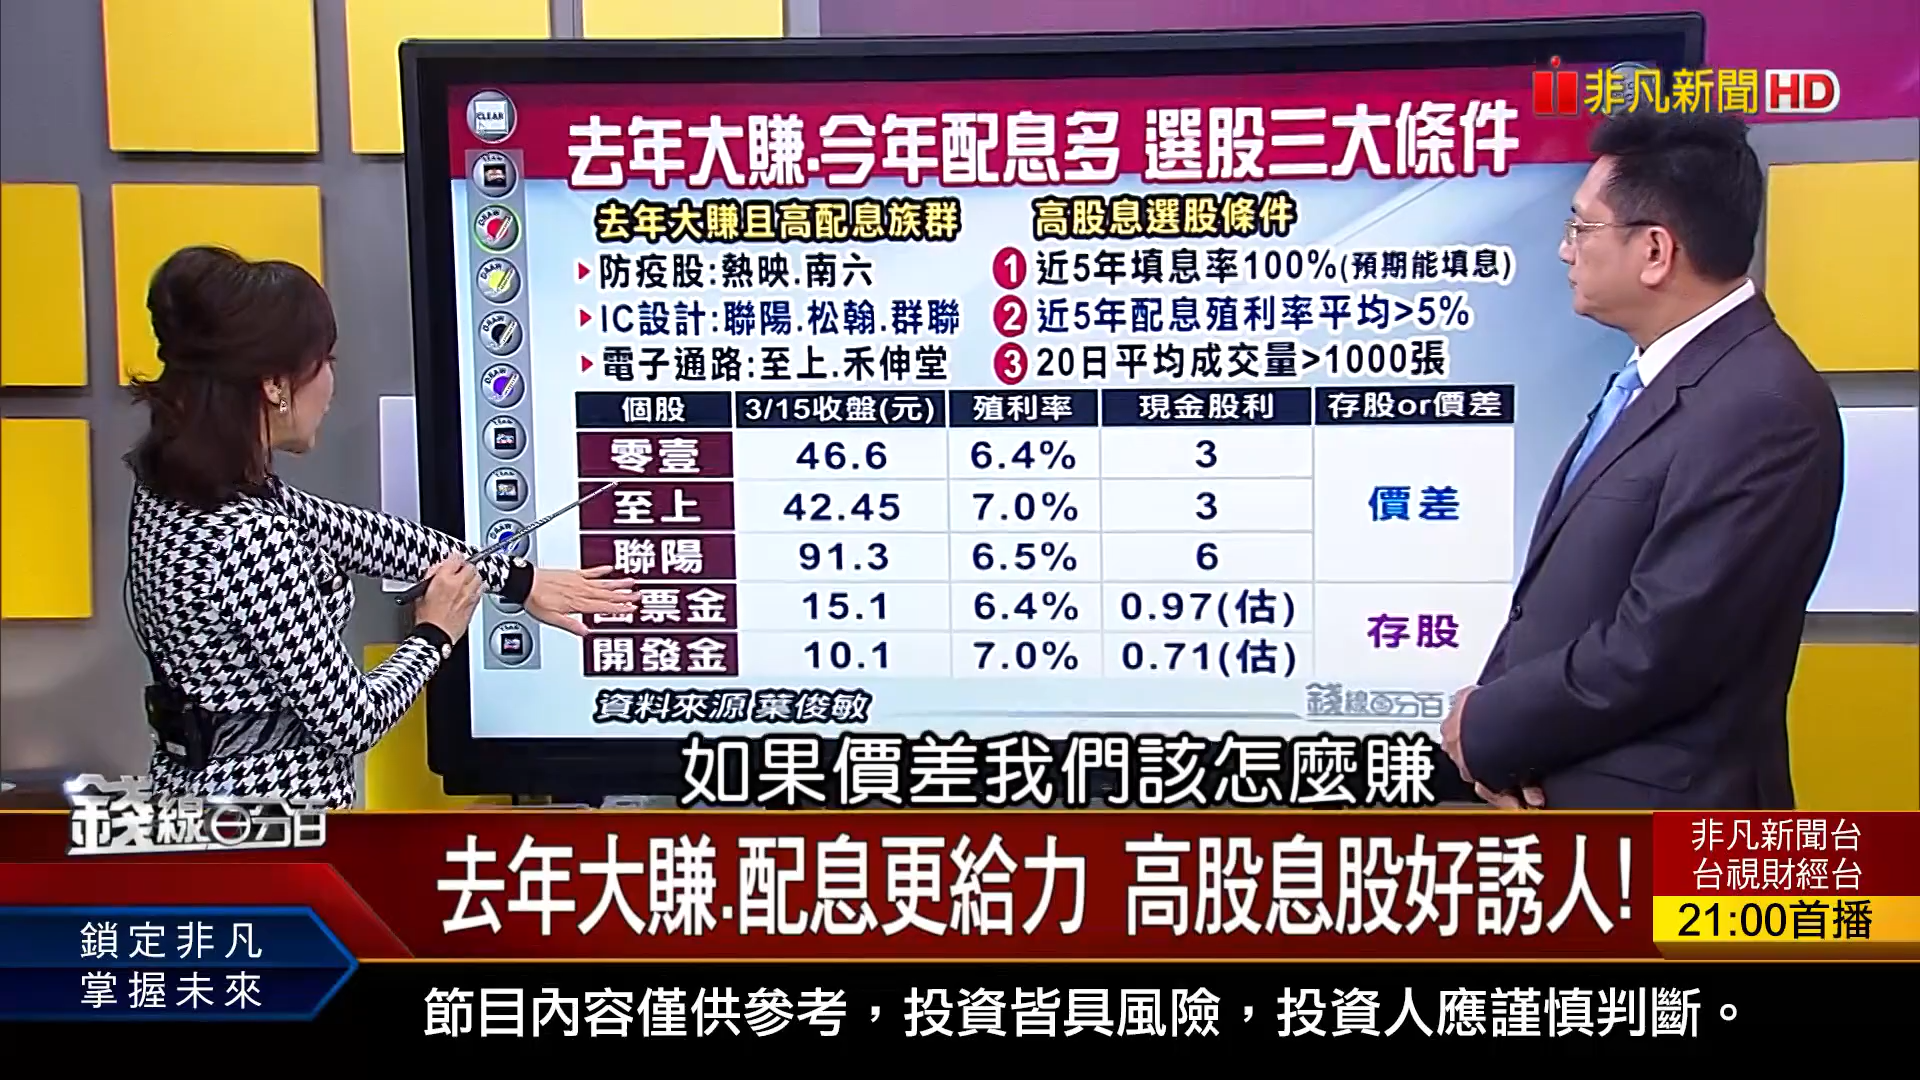 非凡新聞HD
CLEAR
去年大賺.今年配息多 選股三大條件
去年大賺且高配息族群
防疫股:熱映.南六
IC設計:聯陽.松翰.群聯
電子通路:至上.禾伸堂
高股息選股條件
1 近5年填息率100%(預期能填息)
2 近5年配息殖利率平均>5%
3 20日平均成交量>1000張
個股 3/15收盤(元) 殖利率 現金股利 存股or價差
零壹 46.6 6.4% 3
至上 42.45 7.0% 3 價差
聯陽 91.3 6.5% 6
票金 15.1 6.4% 0.97(估)
存股
開發金 10.1 7.0% 0.71(估)
資料來源 葉俊敏
錢線百分百
如果價差我們該怎麼賺
錢線百分百
去年大賺.配息更給力 高股息股好誘人!
非凡新聞台
台視財經台
21:00首播
鎖定非凡
掌握未來
節目內容僅供參考，投資皆具風險，投資人應謹慎判斷。